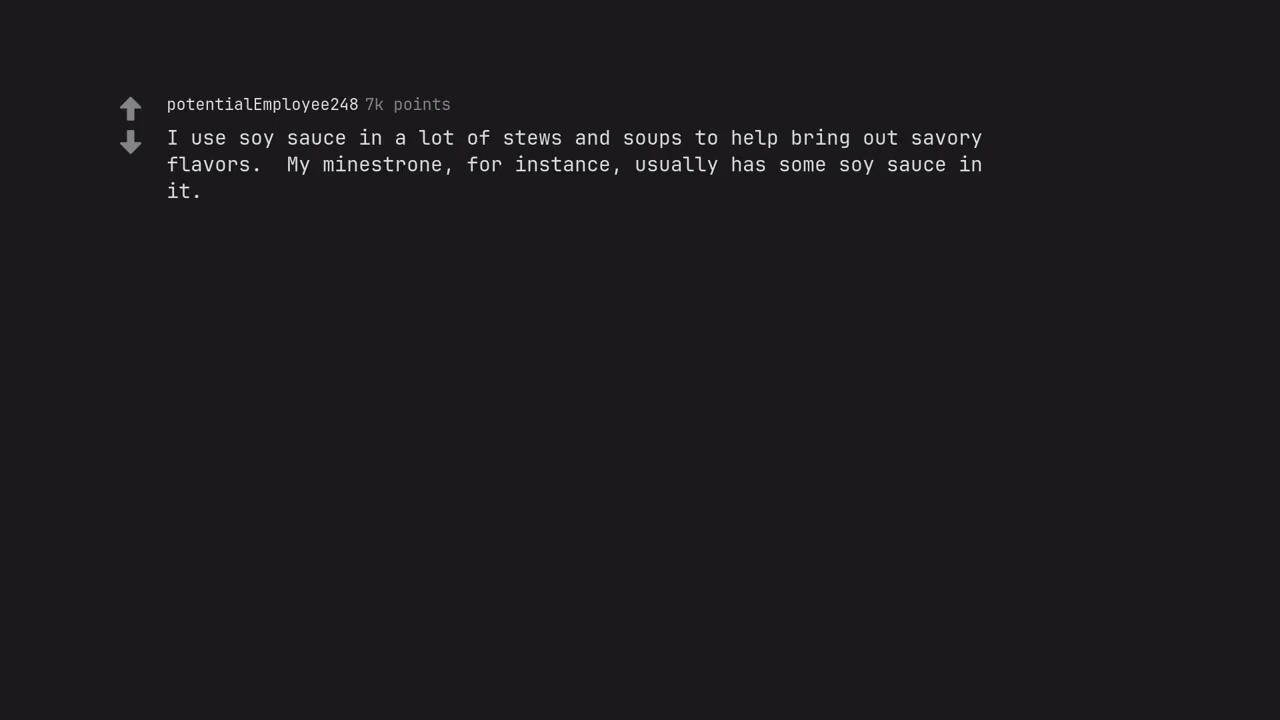 potentialEmployee248 7k points
I use soy sauce in a lot of stews and soups to help bring out savory
flavors.  My minestrone, for instance, usually has some soy sauce in
it.